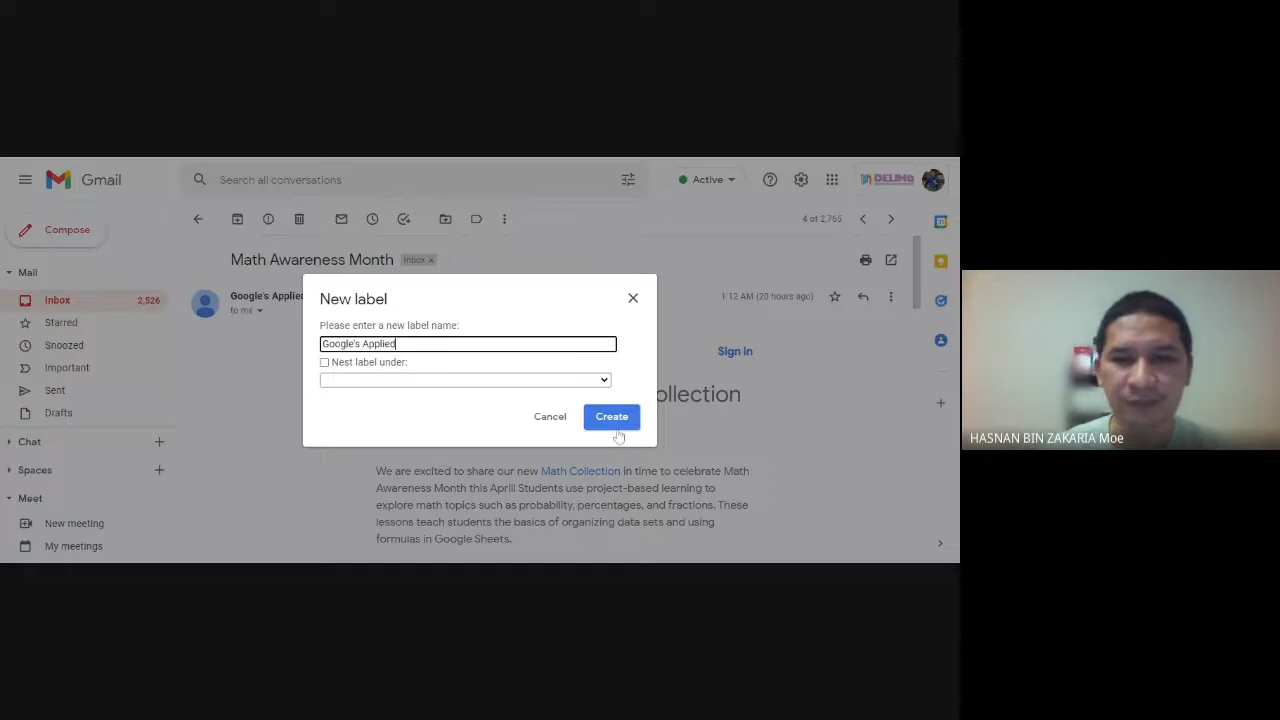 Gmail
Search all conversations
Active
DELIMa
Compose
4 of 2,765
Mail
Math Awareness Month
Inbox x
Inbox 2,526
Google's Applied
1:12 AM (20 hours ago)
to me
Starred
Snoozed
Important
Sent
Drafts
Chat
Spaces
Meet
New meeting
My meetings
New label
Please enter a new label name:
Google's Applied
Nest label under:
Cancel
Create
Sign in
ollection
We are excited to share our new Math Collection in time to celebrate Math
Awareness Month this April! Students use project-based learning to
explore math topics such as probability, percentages, and fractions. These
lessons teach students the basics of organizing data sets and using
formulas in Google Sheets.
HASNAN BIN ZAKARIA Moe